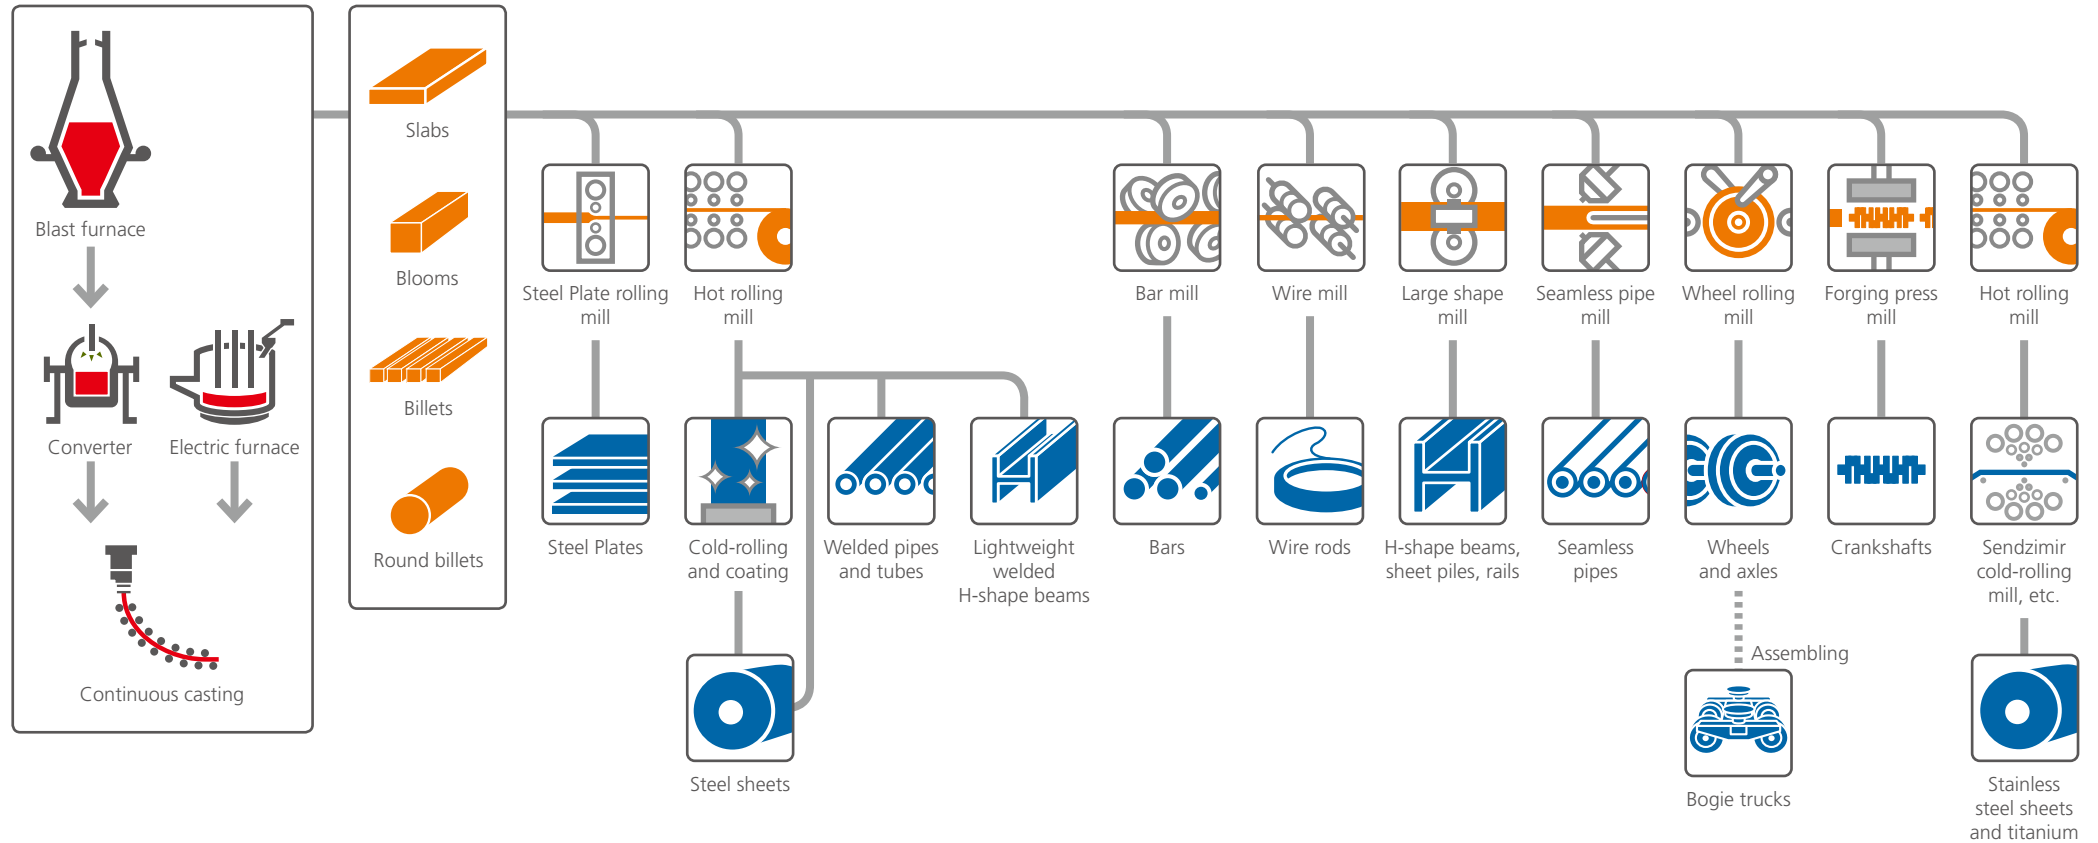 Blast furnace
Converter
Electric furnace
Continuous casting
Slabs
Blooms
Billets
Round billets
Steel Plate rolling
mill
Hot rolling
mill
Bar mill
Wire mill
Large shape
mill
Seamless pipe
mill
Wheel rolling
mill
Forging press
mill
Hot rolling
mill
Steel Plates
Cold-rolling
and coating
Welded pipes
and tubes
Lightweight
welded
H-shape beams
Bars
Wire rods
H-shape beams,
sheet piles, rails
Seamless
pipes
Wheels
and axles
Crankshafts
Sendzimir
cold-rolling
mill, etc.
Assembling
Steel sheets
Bogie trucks
Stainless
steel sheets
and titanium